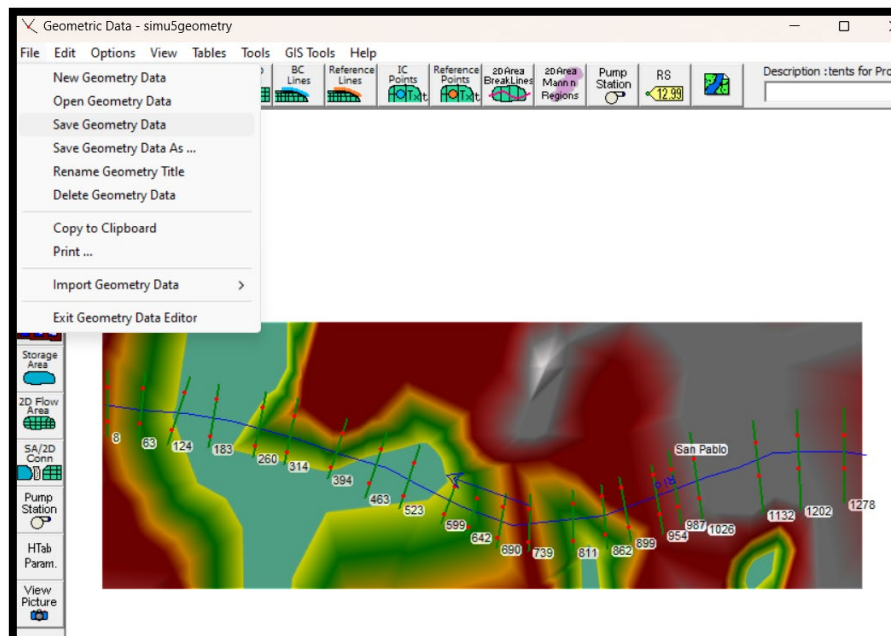 Geometric Data - simu5geometry
File Edit Options View Tables Tools GIS Tools Help
New Geometry Data
Open Geometry Data
Save Geometry Data
Save Geometry Data As ...
Rename Geometry Title
Delete Geometry Data
Copy to Clipboard
Print ...
Import Geometry Data
Exit Geometry Data Editor
BC
Lines
Reference
Lines
IC
Points
Reference
Points
2D Area
BreakLines
2D Area
Mann n
Regions
Pump
Station
RS
12.99
Description :
Storage
Area
2D Flow
Area
SA/2D
Conn
Pump
Station
HTab
Param.
View
Picture
San Pablo
Rio
8
63
124
183
260
314
394
463
523
599
642
690
739
811
862
899
954
987
1026
1132
1202
1278